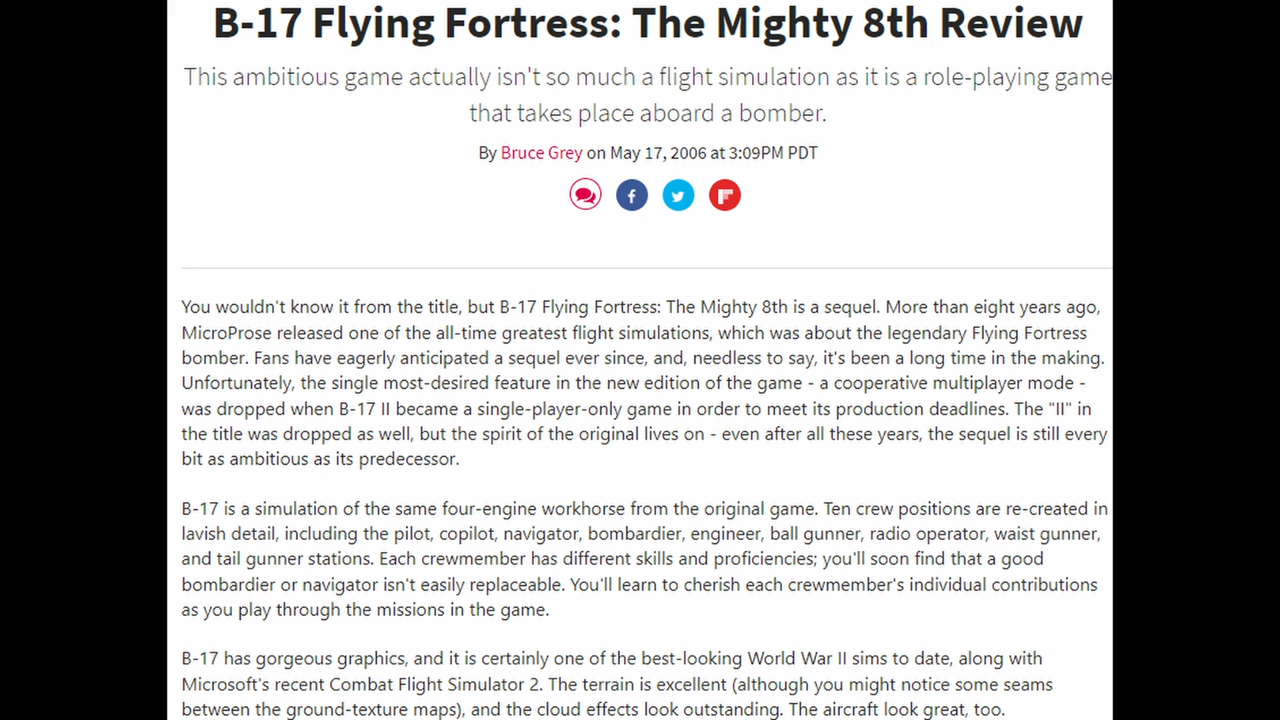 B-17 Flying Fortress: The Mighty 8th Review
This ambitious game actually isn't so much a flight simulation as it is a role-playing game
that takes place aboard a bomber.
By Bruce Grey on May 17, 2006 at 3:09PM PDT
You wouldn't know it from the title, but B-17 Flying Fortress: The Mighty 8th is a sequel. More than eight years ago,
MicroProse released one of the all-time greatest flight simulations, which was about the legendary Flying Fortress
bomber. Fans have eagerly anticipated a sequel ever since, and, needless to say, it's been a long time in the making.
Unfortunately, the single most-desired feature in the new edition of the game - a cooperative multiplayer mode -
was dropped when B-17 II became a single-player-only game in order to meet its production deadlines. The "II" in
the title was dropped as well, but the spirit of the original lives on - even after all these years, the sequel is still every
bit as ambitious as its predecessor.
B-17 is a simulation of the same four-engine workhorse from the original game. Ten crew positions are re-created in
lavish detail, including the pilot, copilot, navigator, bombardier, engineer, ball gunner, radio operator, waist gunner,
and tail gunner stations. Each crewmember has different skills and proficiencies; you'll soon find that a good
bombardier or navigator isn't easily replaceable. You'll learn to cherish each crewmember's individual contributions
as you play through the missions in the game.
B-17 has gorgeous graphics, and it is certainly one of the best-looking World War II sims to date, along with
Microsoft's recent Combat Flight Simulator 2. The terrain is excellent (although you might notice some seams
between the ground-texture maps), and the cloud effects look outstanding. The aircraft look great, too.